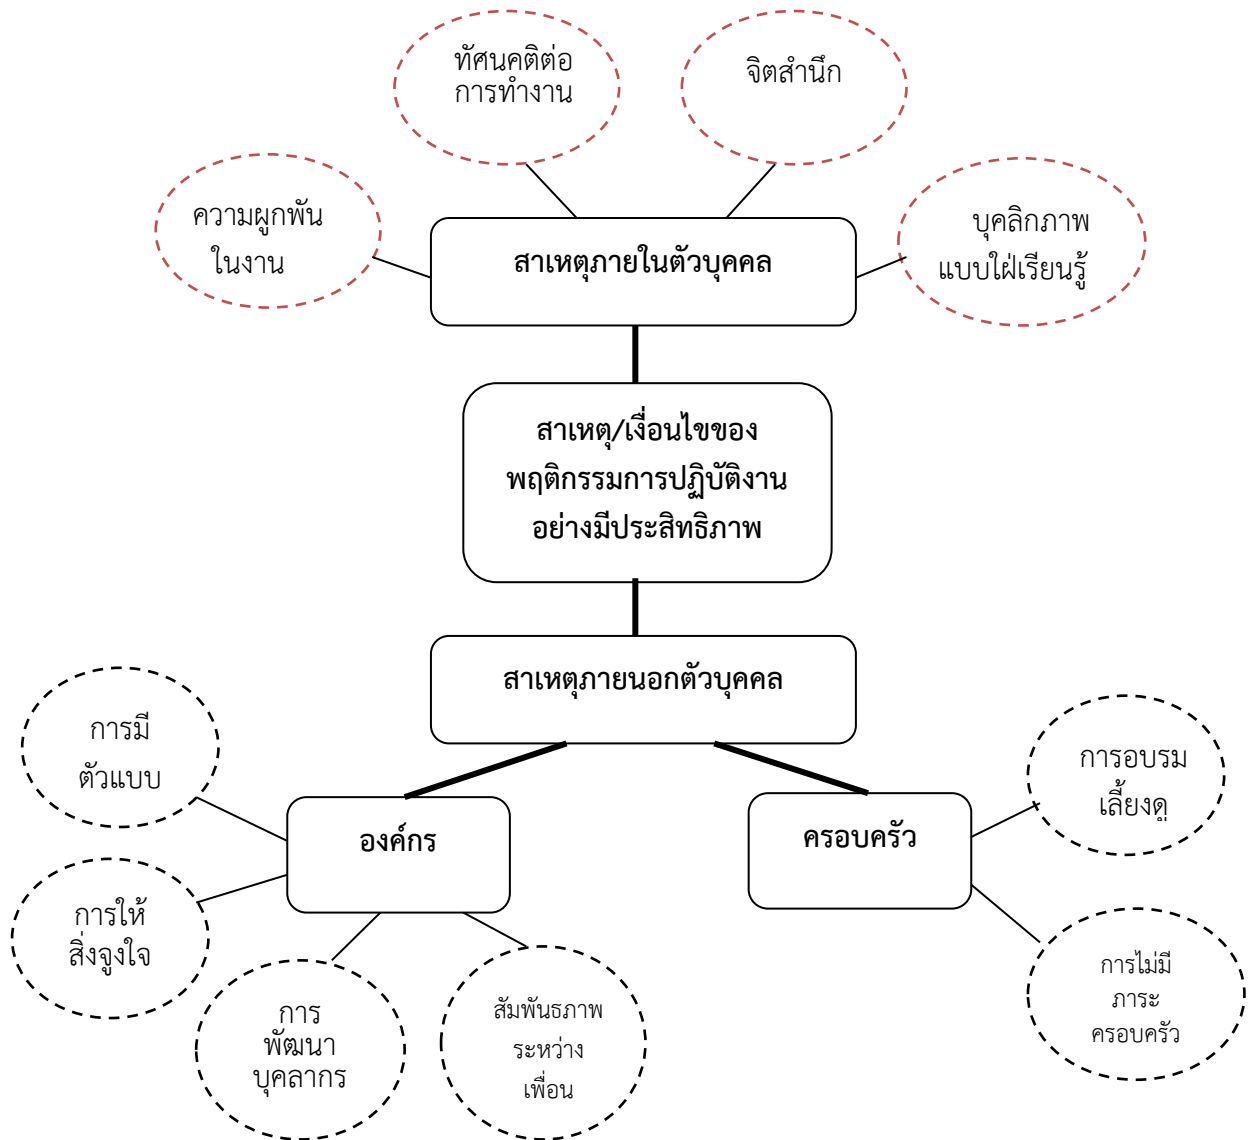 ทัศนคติต่อ
การทำงาน
จิตสำนึก
ความผูกพัน
ในงาน
สาเหตุภายในตัวบุคคล
บุคลิกภาพ
แบบใฝ่เรียนรู้
สาเหตุ/เงื่อนไขของ
พฤติกรรมการปฏิบัติงาน
อย่างมีประสิทธิภาพ
สาเหตุภายนอกตัวบุคคล
การมี
ตัวแบบ
องค์กร
ครอบครัว
การอบรม
เลี้ยงดู
การให้
สิ่งจูงใจ
การ
พัฒนา
บุคลากร
สัมพันธภาพ
ระหว่าง
เพื่อน
การไม่มี
ภาระ
ครอบครัว